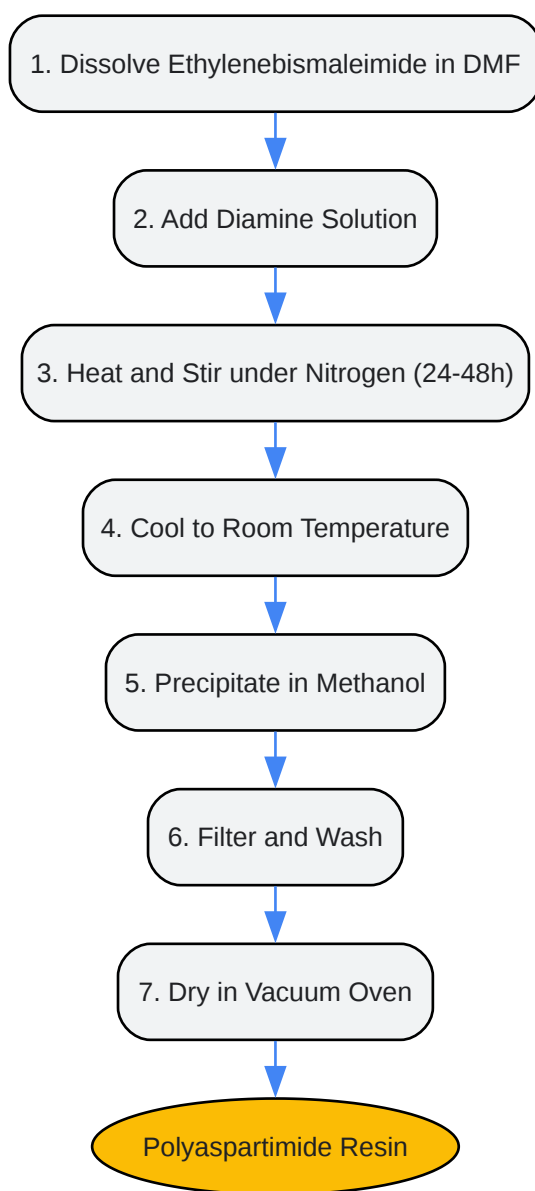 1. Dissolve Ethylenebismaleimide in DMF
2. Add Diamine Solution
3. Heat and Stir under Nitrogen (24-48h)
4. Cool to Room Temperature
5. Precipitate in Methanol
6. Filter and Wash
7. Dry in Vacuum Oven
Polyaspartimide Resin